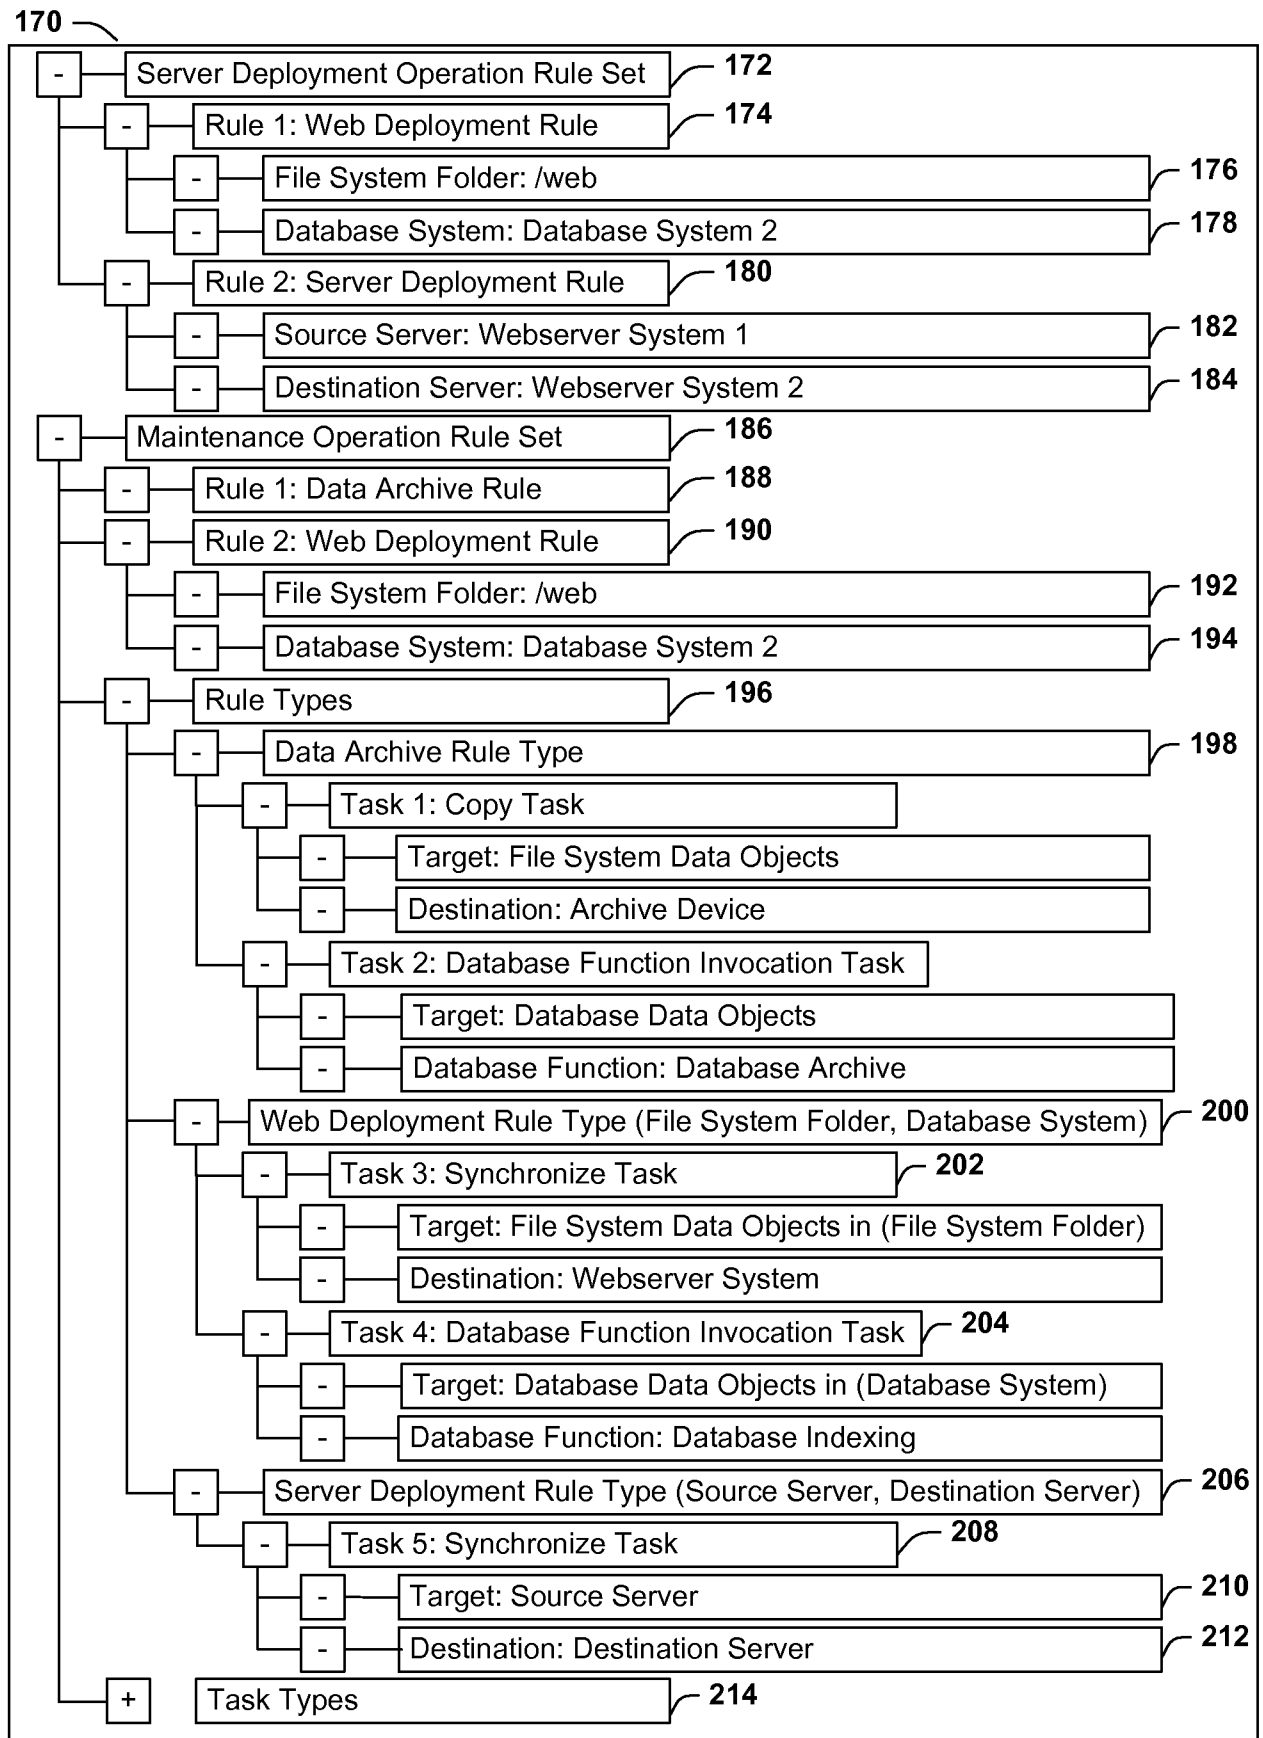 170
- Server Deployment Operation Rule Set 172
- Rule 1: Web Deployment Rule 174
- File System Folder: /web 176
- Database System: Database System 2 178
- Rule 2: Server Deployment Rule 180
- Source Server: Webserver System 1 182
- Destination Server: Webserver System 2 184
- Maintenance Operation Rule Set 186
- Rule 1: Data Archive Rule 188
- Rule 2: Web Deployment Rule 190
- File System Folder: /web 192
- Database System: Database System 2 194
- Rule Types 196
- Data Archive Rule Type 198
- Task 1: Copy Task
- Target: File System Data Objects
- Destination: Archive Device
- Task 2: Database Function Invocation Task
- Target: Database Data Objects
- Database Function: Database Archive
- Web Deployment Rule Type (File System Folder, Database System) 200
- Task 3: Synchronize Task 202
- Target: File System Data Objects in (File System Folder)
- Destination: Webserver System
- Task 4: Database Function Invocation Task 204
- Target: Database Data Objects in (Database System)
- Database Function: Database Indexing
- Server Deployment Rule Type (Source Server, Destination Server) 206
- Task 5: Synchronize Task 208
- Target: Source Server 210
- Destination: Destination Server 212
+ Task Types 214